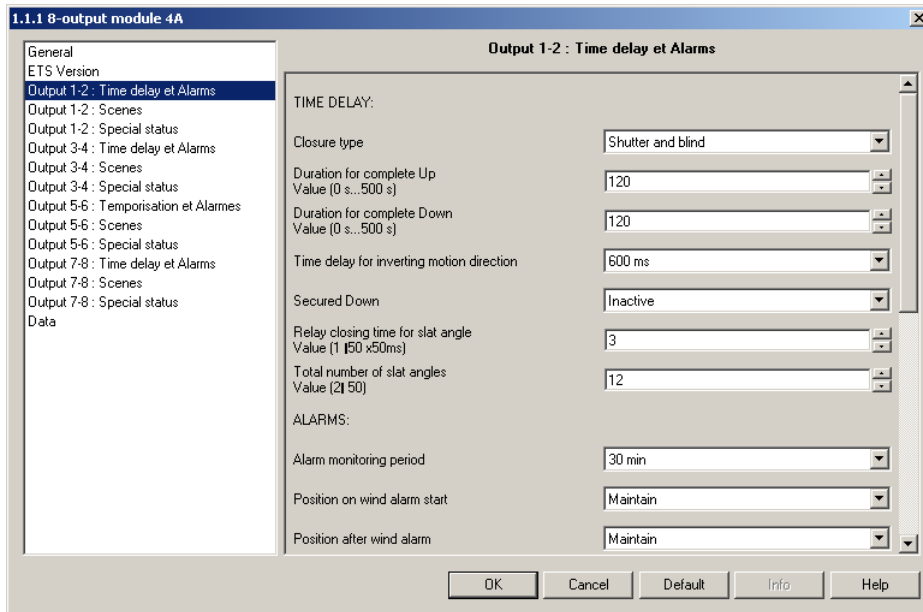 1.1.1 8-output module 4A
General
ETS Version
Output 1-2 : Time delay et Alarms
Output 1-2 : Scenes
Output 1-2 : Special status
Output 3-4 : Time delay et Alarms
Output 3-4 : Scenes
Output 3-4 : Special status
Output 5-6 : Temporisation et Alarmes
Output 5-6 : Scenes
Output 5-6 : Special status
Output 7-8 : Time delay et Alarms
Output 7-8 : Scenes
Output 7-8 : Special status
Data
Output 1-2 : Time delay et Alarms
TIME DELAY:
Closure type
Shutter and blind
Duration for complete Up
Value (0 s...500 s)
120
Duration for complete Down
Value (0 s...500 s)
120
Time delay for inverting motion direction
600 ms
Secured Down
Inactive
Relay closing time for slat angle
Value (1 |50 x50ms)
3
Total number of slat angles
Value (2| 50)
12
ALARMS:
Alarm monitoring period
30 min
Position on wind alarm start
Maintain
Position after wind alarm
Maintain
OK
Cancel
Default
Info
Help